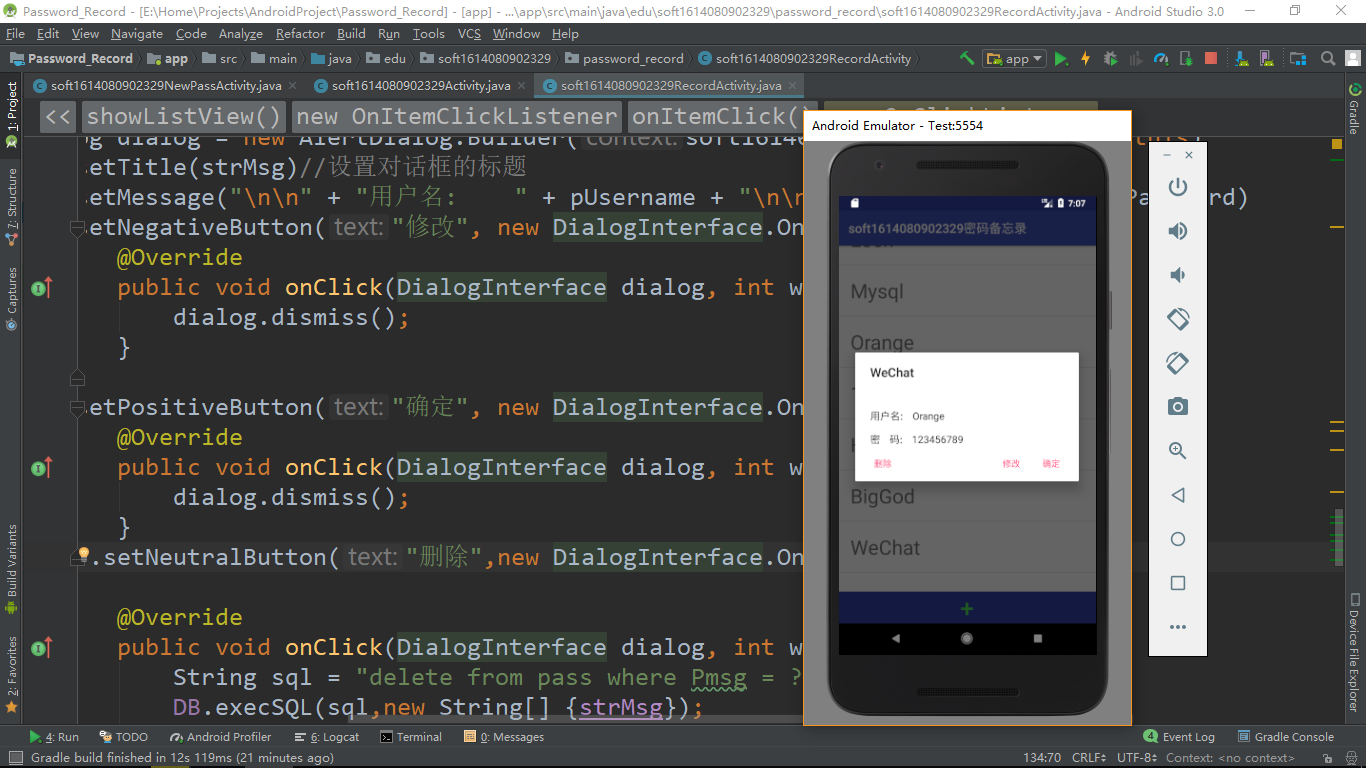 Password_Record - [E:\Home\Projects\AndroidProject\Password_Record] - [app] - ...\app\src\main\java\edu\soft1614080902329\password_record\soft1614080902329RecordActivity.java - Android Studio 3.0
File Edit View Navigate Code Analyze Refactor Build Run Tools VCS Window Help
Password_Record app src main java edu soft1614080902329 password_record soft1614080902329RecordActivity app
soft1614080902329NewPassActivity.java soft1614080902329Activity.java soft1614080902329RecordActivity.java
<< showListView() new OnItemClickListener onItemClick()
g dialog = new AlertDialog.Builder(context:
.etTitle(strMsg)//设置对话框的标题
.etMessage("\n\n" + "用户名: " + pUsername + "\n\n
.etNegativeButton(text: "修改", new DialogInterface.On
@Override
public void onClick(DialogInterface dialog, int w
dialog.dismiss();
}
.etPositiveButton(text: "确定", new DialogInterface.On
@Override
public void onClick(DialogInterface dialog, int w
dialog.dismiss();
}
.setNeutralButton(text: "删除",new DialogInterface.On
@Override
public void onClick(DialogInterface dialog, int w
String sql = "delete from pass where Pmsg = ?
DB.execSQL(sql,new String[] {strMsg});
Android Emulator - Test:5554
7:07
soft1614080902329密码备忘录
Mysql
Orange
WeChat
用户名: Orange
密 码: 123456789
删除 修改 确定
BigGod
WeChat
+
1: Project
7: Structure
Captures
Build Variants
2: Favorites
Gradle
Device File Explorer
4: Run TODO Android Profiler 6: Logcat Terminal 0: Messages 4 Event Log Gradle Console
Gradle build finished in 12s 119ms (21 minutes ago) 134:70 CRLF UTF-8 Context: <no context>